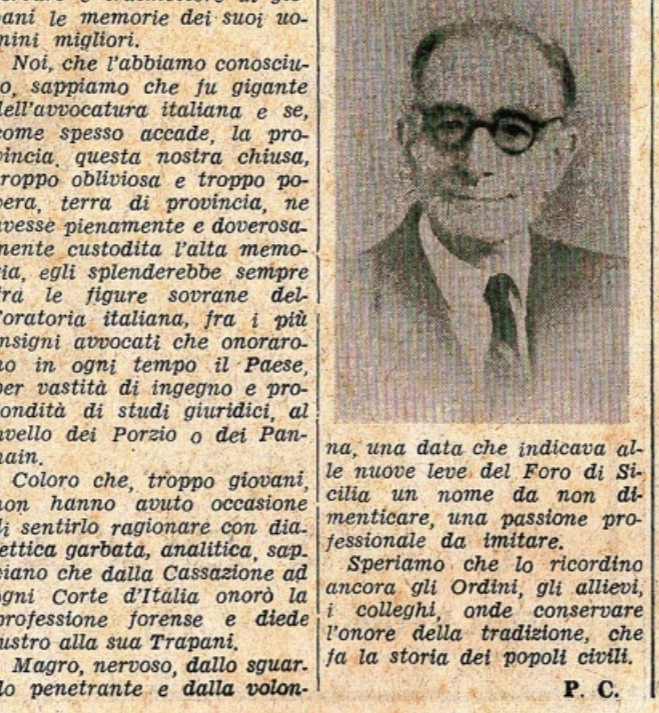 pani le memorie dei suoi uo-
mini migliori.
Noi, che l'abbiamo conosciu-
o, sappiamo che fu gigante
dell'avvocatura italiana e se,
come spesso accade, la pro-
vincia, questa nostra chiusa,
roppo obliviosa e troppo po-
vera, terra di provincia, ne
vesse pienamente e doverosa-
mente custodita l'alta memo-
ria, egli splenderebbe sempre
fra le figure sovrane del-
'oratoria italiana, fra i più
nsigni avvocati che onoraro-
no in ogni tempo il Paese,
per vastità di ingegno e pro-
ondità di studi giuridici, al
ivello dei Porzio o dei Pan-
nain.
Coloro che, troppo giovani,
non hanno avuto occasione
di sentirlo ragionare con dia-
ettica garbata, analitica, sap-
piano che dalla Cassazione ad
ogni Corte d'Italia onorò la
professione forense e diede
ustro alla sua Trapani.
Magro, nervoso, dallo sguar-
do penetrante e dalla volon-
na, una data che indicava al-
le nuove leve del Foro di Si-
cilia un nome da non di-
menticare, una passione pro-
fessionale da imitare.
Speriamo che lo ricordino
ancora gli Ordini, gli allievi,
i colleghi, onde conservare
l'onore della tradizione, che
fa la storia dei popoli civili.
P. C.